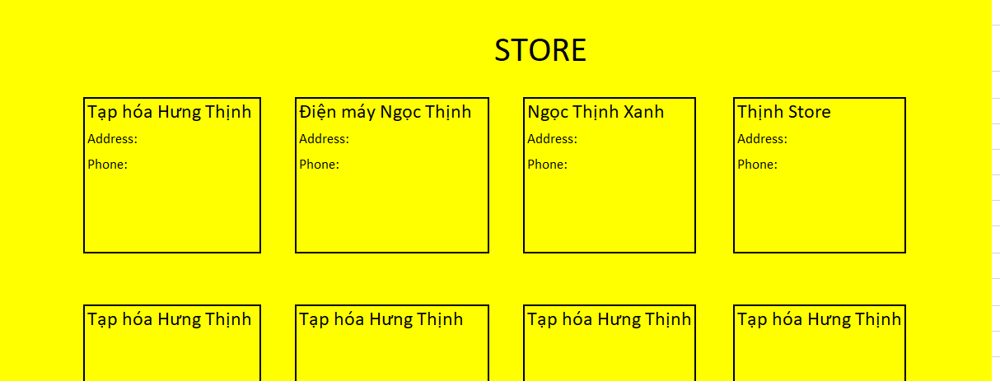 STORE
Tạp hóa Hưng Thịnh
Address:
Phone:
Điện máy Ngọc Thịnh
Address:
Phone:
Ngọc Thịnh Xanh
Address:
Phone:
Thịnh Store
Address:
Phone:
Tạp hóa Hưng Thịnh
Tạp hóa Hưng Thịnh
Tạp hóa Hưng Thịnh
Tạp hóa Hưng Thịnh